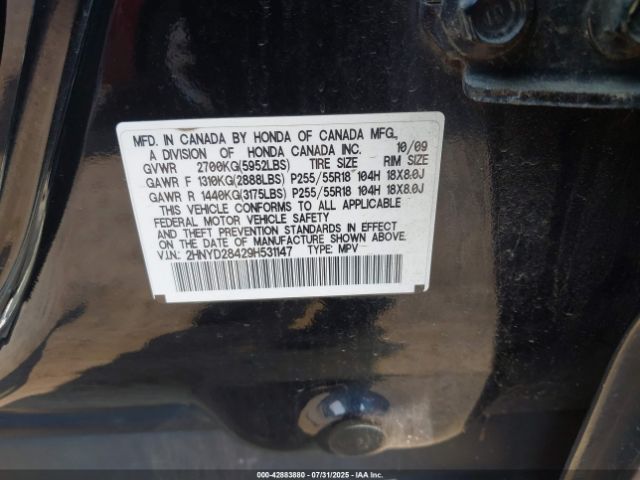 MFD. IN CANADA BY HONDA OF CANADA MFG.,
A DIVISION OF HONDA CANADA INC. 10/09
GVWR 2700KG(5952LBS) TIRE SIZE RIM SIZE
GAWR F 1310KG(2888LBS) P255/55R18 104H 18X8.0J
GAWR R 1440KG(3175LBS) P255/55R18 104H 18X8.0J
THIS VEHICLE CONFORMS TO ALL APPLICABLE
FEDERAL MOTOR VEHICLE SAFETY
AND THEFT PREVENTION STANDARDS IN EFFECT
ON THE DATE OF MANUFACTURE SHOWN ABOVE.
V.I.N.: 2HNYD28429H531147 TYPE: MPV
000-42883880 | 07/31/2025 | IAA Inc.